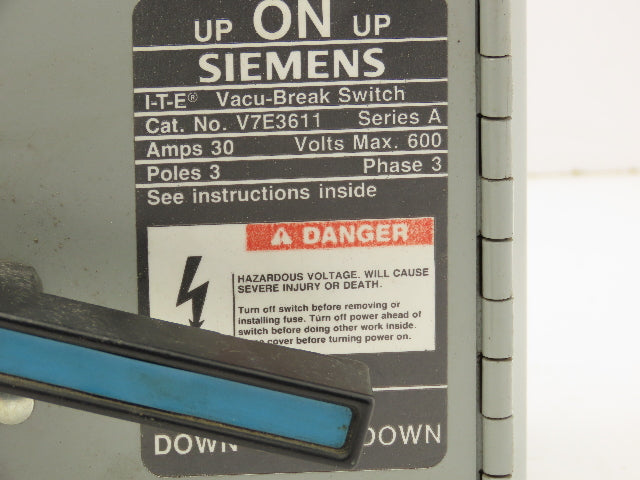 UP ON UP
SIEMENS
I-T-E® Vacu-Break Switch
Cat. No. V7E3611 Series A
Amps 30 Volts Max. 600
Poles 3 Phase 3
See instructions inside
DANGER
HAZARDOUS VOLTAGE. WILL CAUSE
SEVERE INJURY OR DEATH.
Turn off switch before removing or
installing fuse. Turn off power ahead of
switch before doing other work inside.
cover before turning power on.
DOWN DOWN